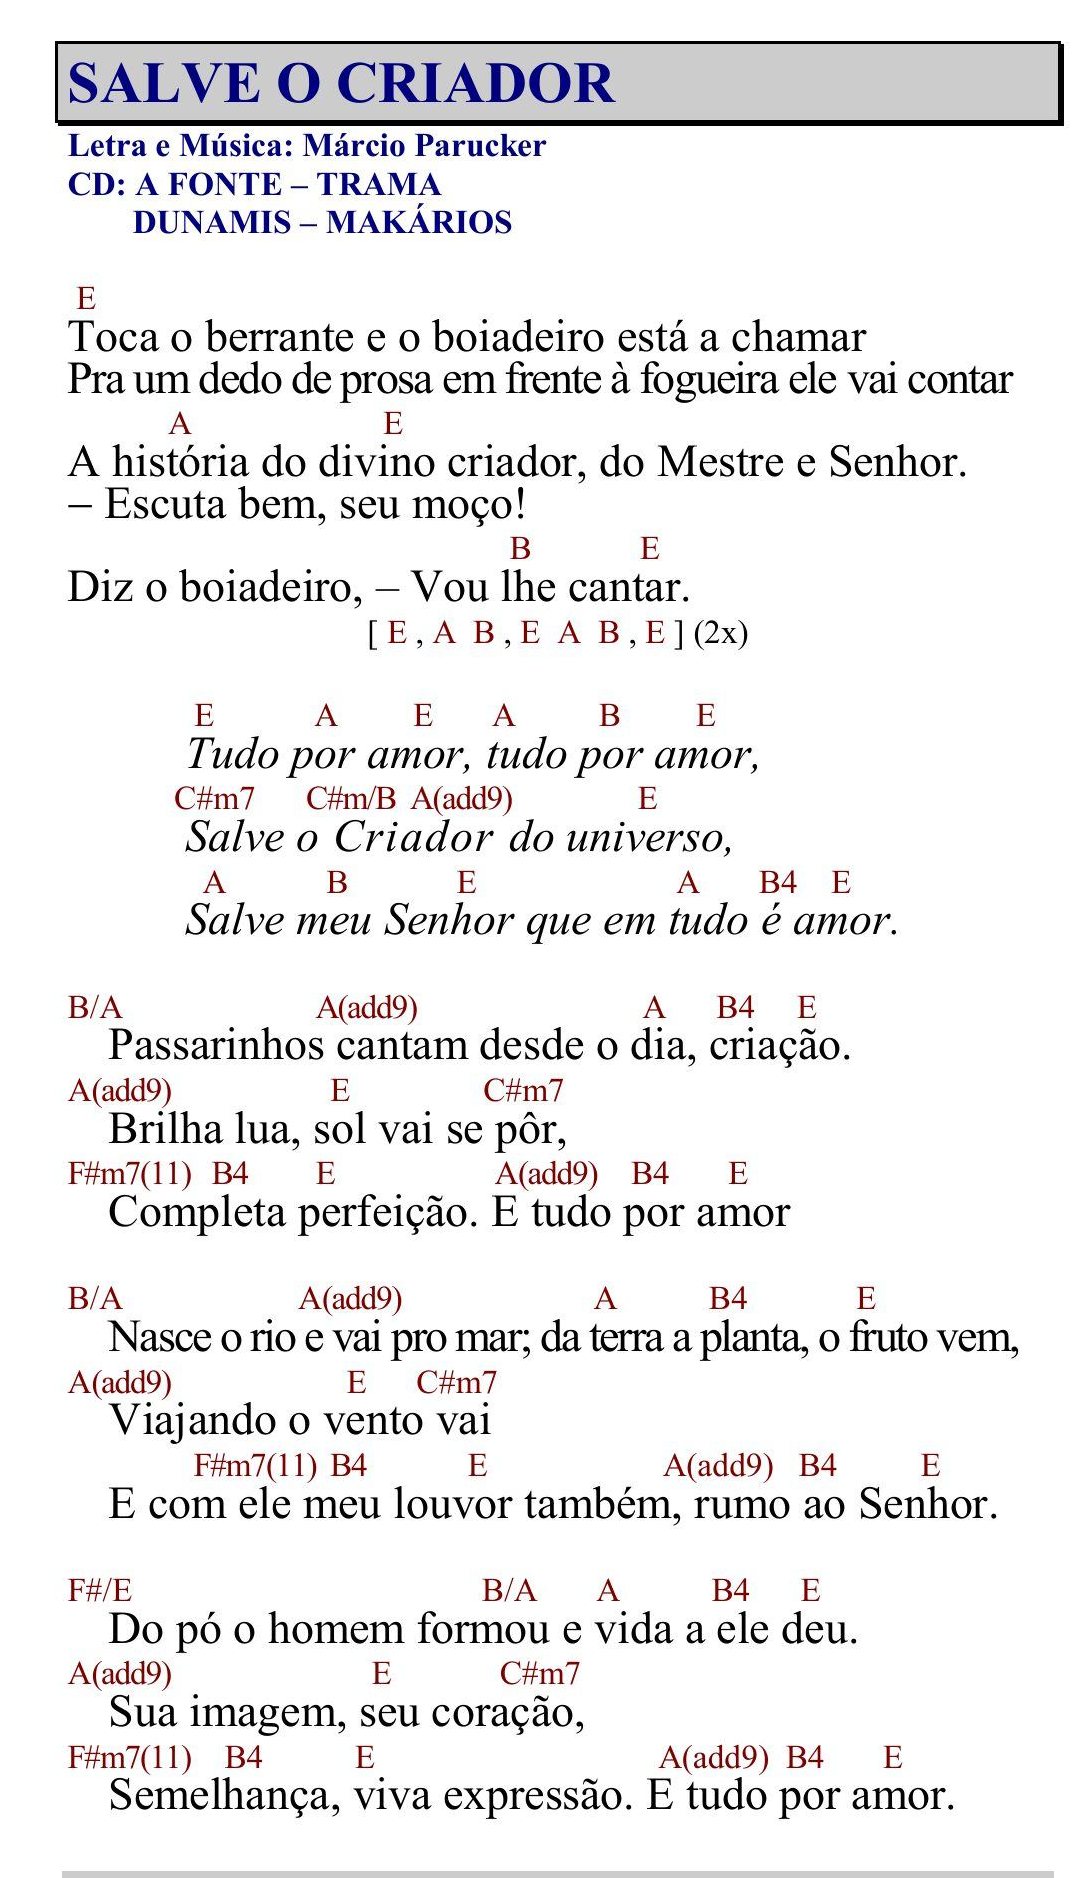 SALVE O CRIADOR
Letra e Música: Márcio Parucker
CD: A FONTE – TRAMA
DUNAMIS – MAKÁRIOS
E
Toca o berrante e o boiadeiro está a chamar
Pra um dedo de prosa em frente à fogueira ele vai contar
A E
A história do divino criador, do Mestre e Senhor.
– Escuta bem, seu moço!
B E
Diz o boiadeiro, – Vou lhe cantar.
[ E , A B , E A B , E ] (2x)
E A E A B E
Tudo por amor, tudo por amor,
C#m7 C#m/B A(add9) E
Salve o Criador do universo,
A B E A B4 E
Salve meu Senhor que em tudo é amor.
B/A A(add9) A B4 E
Passarinhos cantam desde o dia, criação.
A(add9) E C#m7
Brilha lua, sol vai se pôr,
F#m7(11) B4 E A(add9) B4 E
Completa perfeição. E tudo por amor
B/A A(add9) A B4 E
Nasce o rio e vai pro mar; da terra a planta, o fruto vem,
A(add9) E C#m7
Viajando o vento vai
F#m7(11) B4 E A(add9) B4 E
E com ele meu louvor também, rumo ao Senhor.
F#/E B/A A B4 E
Do pó o homem formou e vida a ele deu.
A(add9) E C#m7
Sua imagem, seu coração,
F#m7(11) B4 E A(add9) B4 E
Semelhança, viva expressão. E tudo por amor.